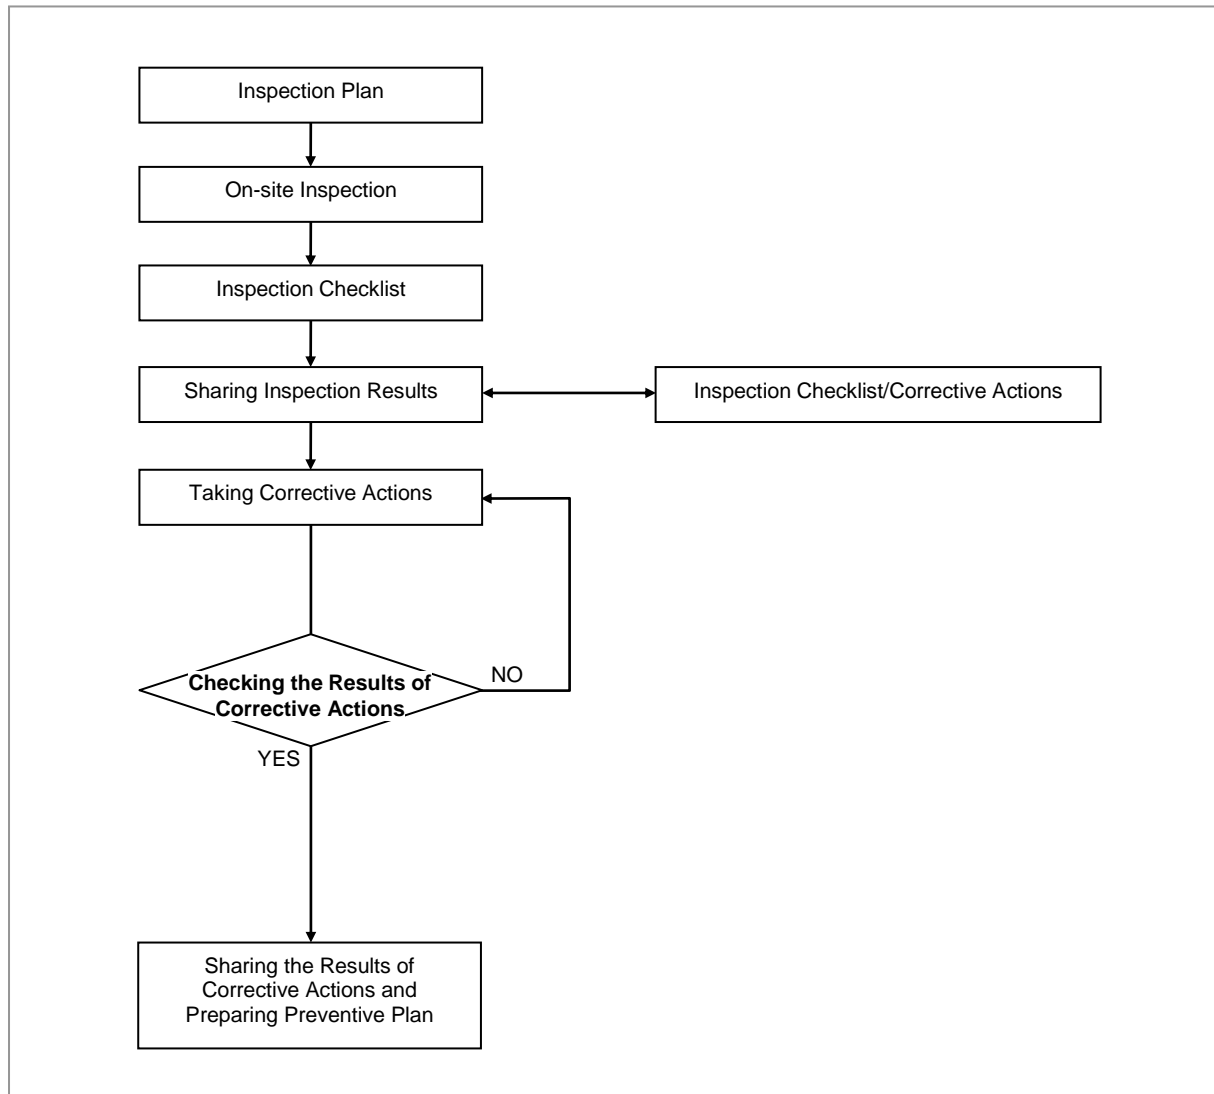 Inspection Plan
On-site Inspection
Inspection Checklist
Sharing Inspection Results
Inspection Checklist/Corrective Actions
Taking Corrective Actions
NO
Checking the Results of
Corrective Actions
YES
Sharing the Results of
Corrective Actions and
Preparing Preventive Plan